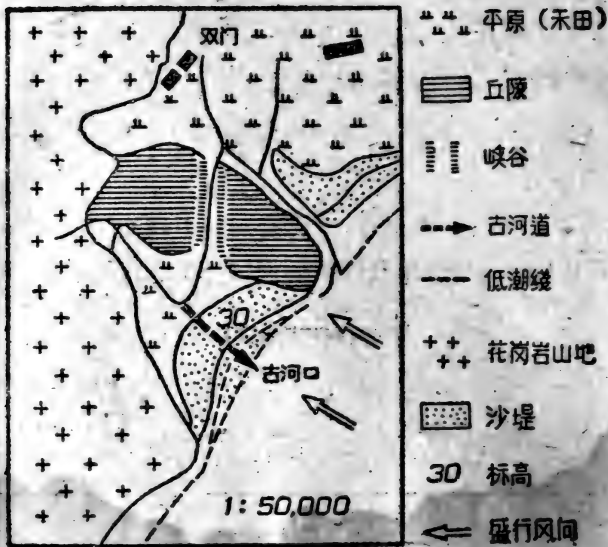 双门
30
古河口
1:50,000
平原（禾田）
丘陵
峡谷
古河道
低潮线
花岗岩山地
沙堤
30 标高
盛行风向